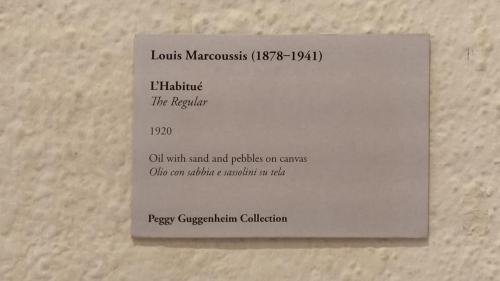 Louis Marcoussis (1878–1941)
L'Habitué
The Regular
1920
Oil with sand and pebbles on canvas
Olio con sabbia e sassolini su tela
Peggy Guggenheim Collection